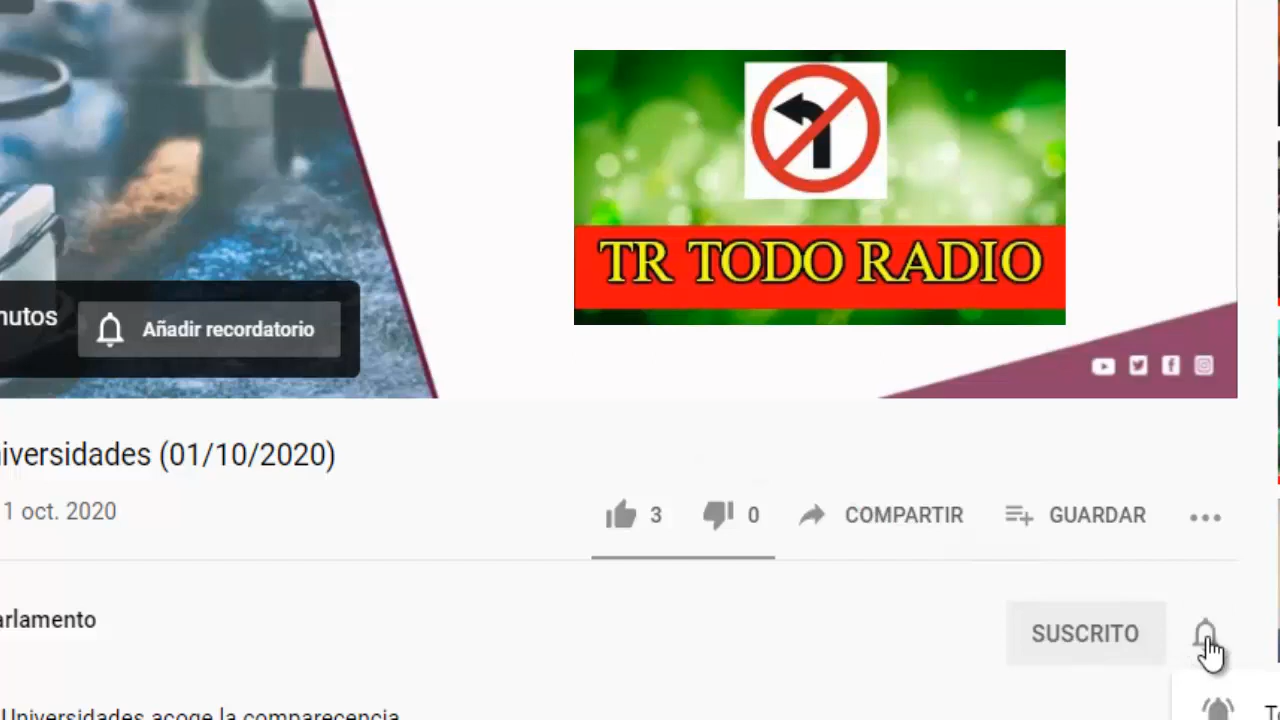 TR TODO RADIO
nutos
Añadir recordatorio
niversidades (01/10/2020)
1 oct. 2020
3
0
COMPARTIR
GUARDAR
arlamento
SUSCRITO
Universidades acoge la comparecencia